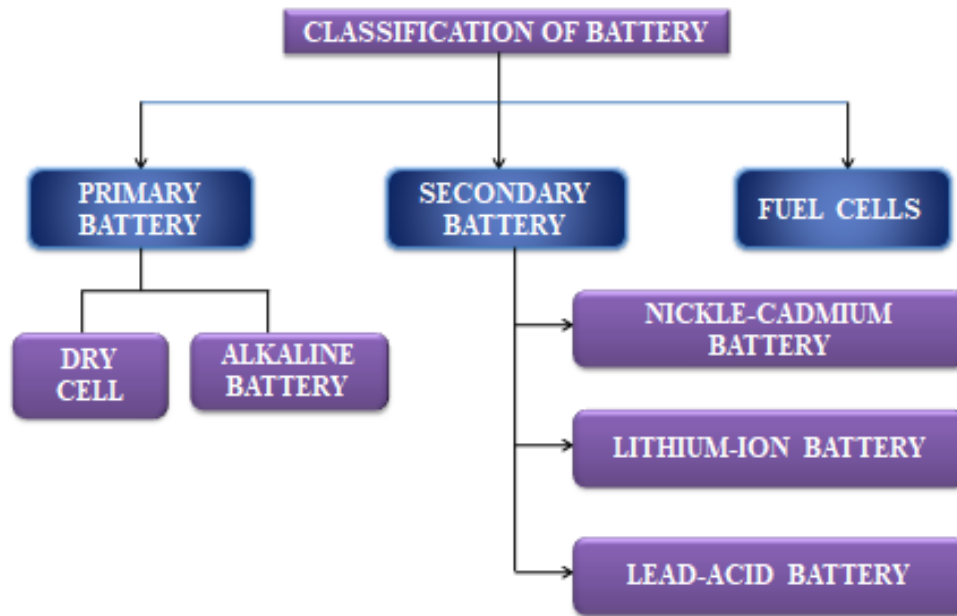 CLASSIFICATION OF BATTERY
PRIMARY
BATTERY
SECONDARY
BATTERY
FUEL CELLS
DRY
CELL
ALKALINE
BATTERY
NICKLE-CADMIUM
BATTERY
LITHIUM-ION BATTERY
LEAD-ACID BATTERY